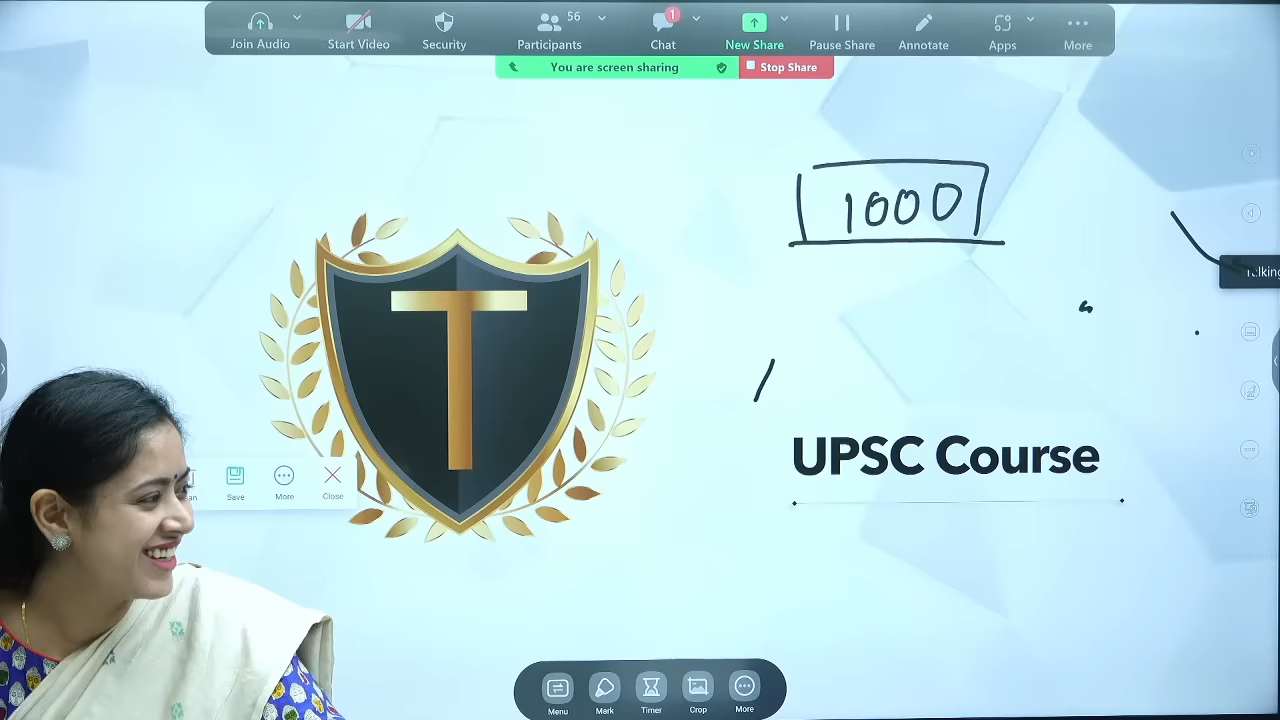 56
1
Join Audio
Start Video
Security
Participants
Chat
New Share
Pause Share
Annotate
Apps
More
You are screen sharing
Stop Share
1000
Talking
T
UPSC Course
Save
More
Close
Menu
Mark
Timer
Crop
More